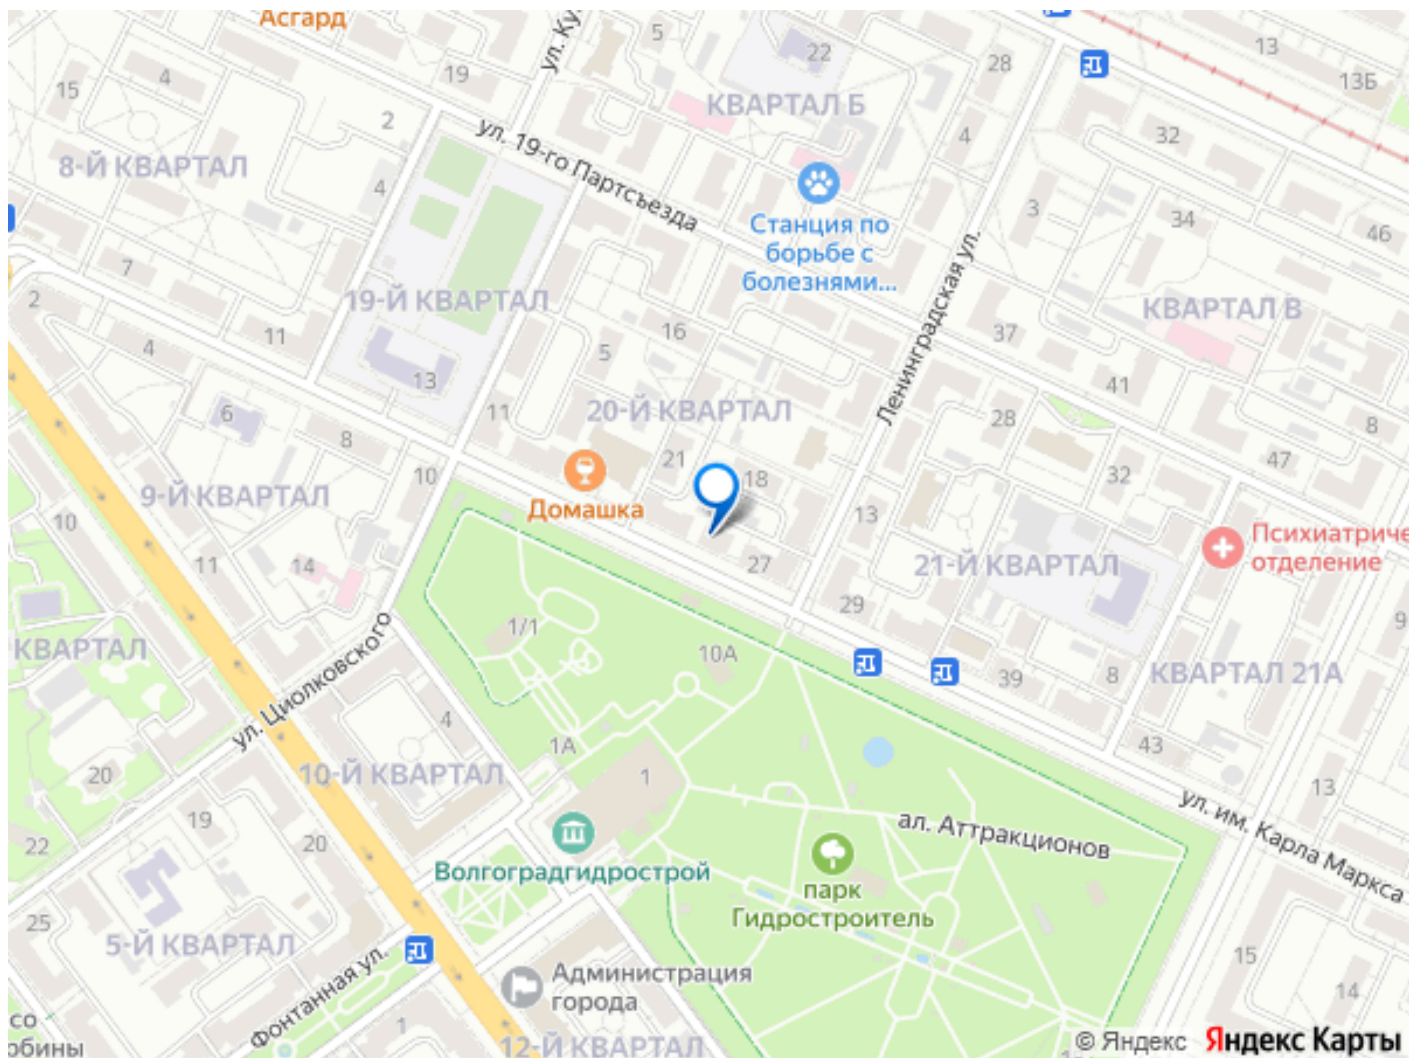 Асгард
ул. Ку
5
22
13
13Б
28
4
19
15
КВАРТАЛ Б
2
ул. 19-го Партсъезда
4
32
8-Й КВАРТАЛ
4
3
34
46
Станция по
борьбе с
болезнями...
Ленинградская ул.
7
2
19-Й КВАРТАЛ
КВАРТАЛ В
11
16
37
4
5
13
41
6
11
20-Й КВАРТАЛ
28
8
8
21
47
10
18
32
9-Й КВАРТАЛ
Домашка
10
13
Психиатриче
отделение
11
14
27
21-Й КВАРТАЛ
29
1/1
9
КВАРТАЛ
10А
39
8
КВАРТАЛ 21А
ул. Циолковского
4
1А
43
20
10-Й КВАРТАЛ
1
13
ул. им. Карла Маркса
19
ал. Аттракционов
22
20
Волгоградгидрострой
парк
Гидростроитель
25
5-Й КВАРТАЛ
15
Фонтанная ул.
Администрация
города
14
со
рбины
1
12-Й КВАРТАЛ
© Яндекс Яндекс Карты